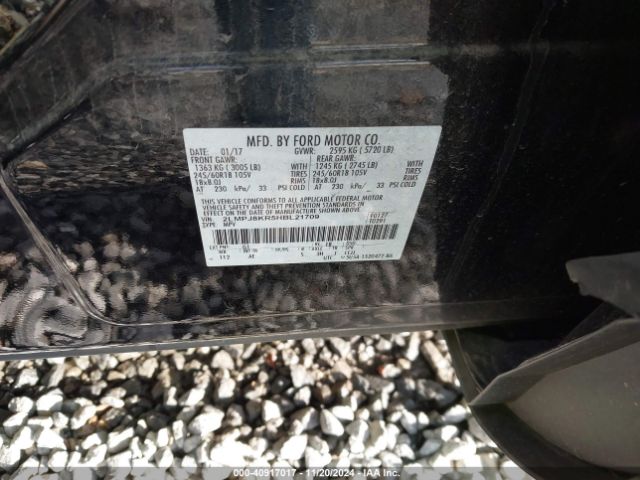 MFD. BY FORD MOTOR CO.
DATE: 01/17 GVWR: 2595 KG ( 5720 LB)
FRONT GAWR: REAR GAWR:
1363 KG ( 3005 LB) WITH 1245 KG ( 2745 LB) WITH
245/60R18 105V TIRES 245/60R18 105V TIRES
18x8.0J RIMS 18x8.0J RIMS
AT 230 kPa/ 33 PSI COLD AT 230 kPa/ 33 PSI COLD
THIS VEHICLE CONFORMS TO ALL APPLICABLE FEDERAL MOTOR
VEHICLE SAFETY AND THEFT PREVENTION STANDARDS IN EFFECT
ON THE DATE OF MANUFACTURE SHOWN ABOVE.
VIN: 2LMPJ8KR5HBL21709 F0127
TYPE: MPV T0291
112
UTC
000-40917017 - 11/20/2024 - IAA Inc.